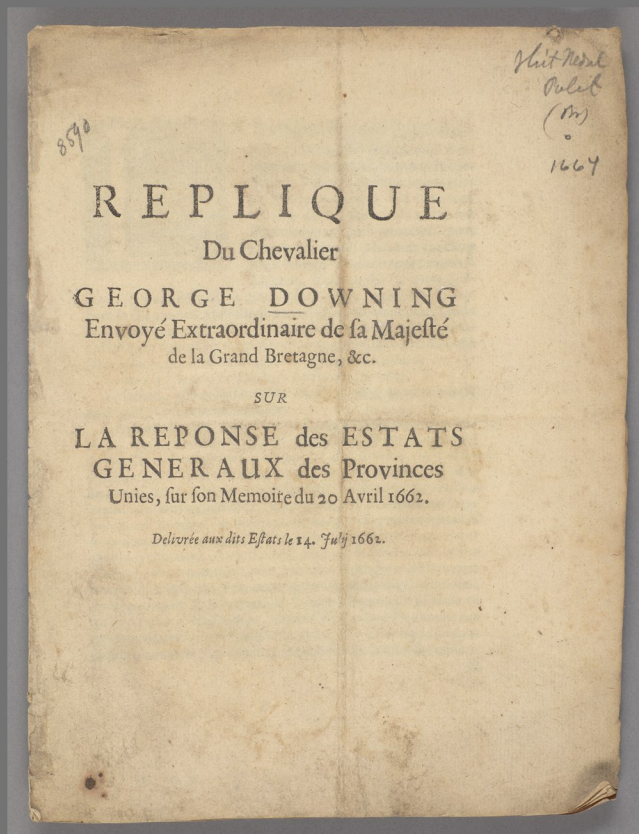 8590
Polit
1664
REPLIQUE
Du Chevalier
GEORGE DOWNING
Envoyé Extraordinaire de ſa Majeſté
de la Grand Bretagne, &c.
SUR
LA REPONSE des ESTATS
GENERAUX des Provinces
Unies, ſur ſon Memoire du 20 Avril 1662.
Delivrée aux dits Eſtats le 14. Julij 1662.